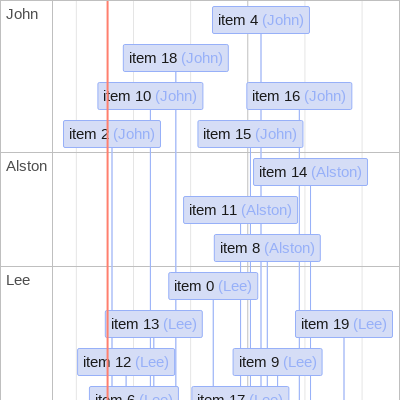 John
item 4 (John)
item 18 (John)
item 10 (John)
item 16 (John)
item 2 (John)
item 15 (John)
Alston
item 14 (Alston)
item 11 (Alston)
item 8 (Alston)
Lee
item 0 (Lee)
item 13 (Lee)
item 19 (Lee)
item 12 (Lee)
item 9 (Lee)
item 6 (Lee)
item 17 (Lee)